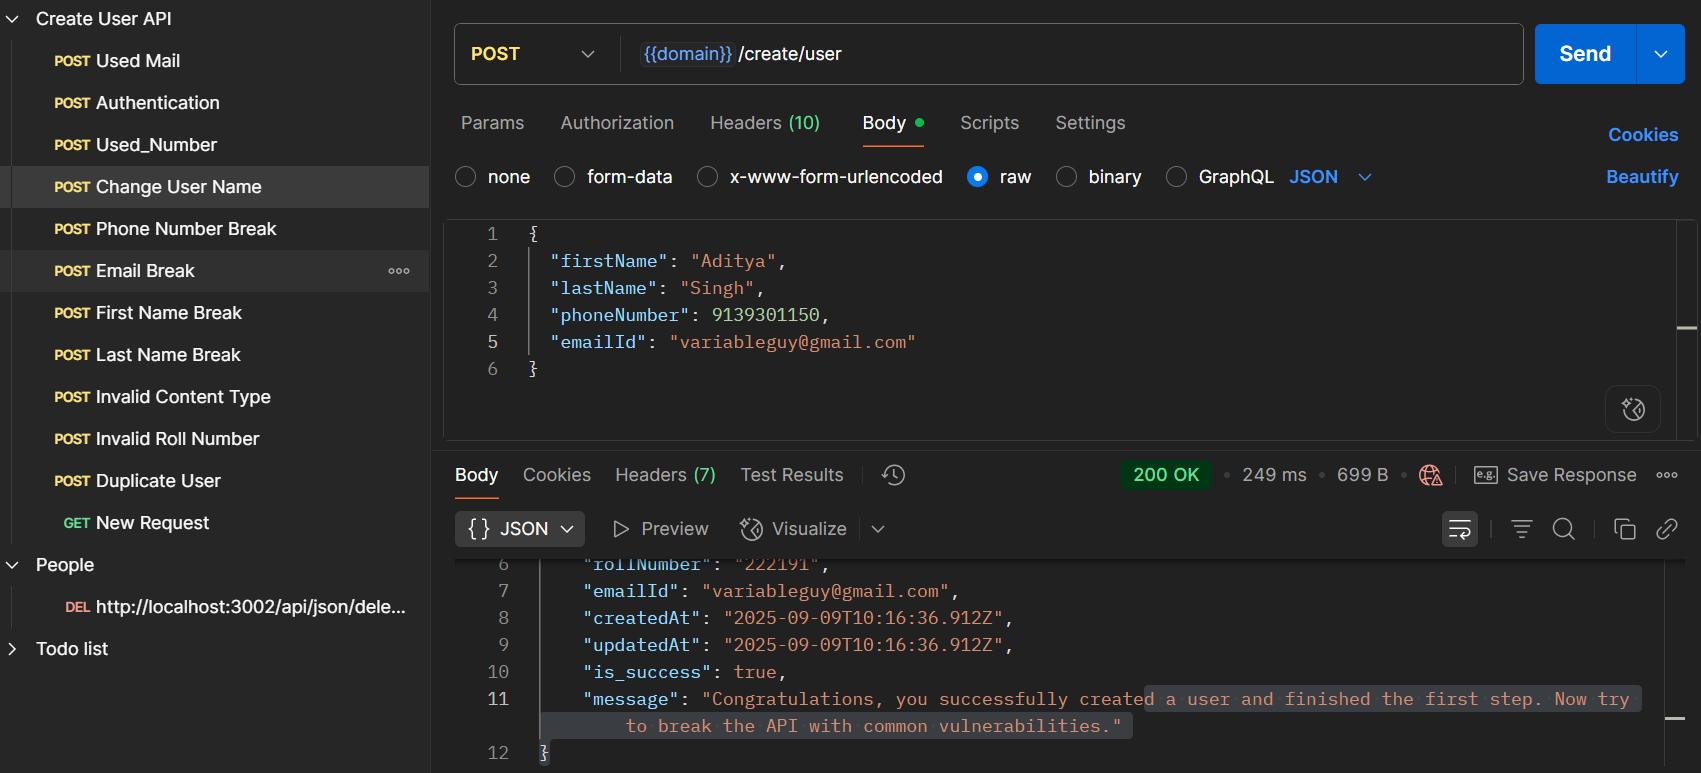 Create User API
POST Used Mail
POST Authentication
POST Used_Number
POST Change User Name
POST Phone Number Break
POST Email Break
POST First Name Break
POST Last Name Break
POST Invalid Content Type
POST Invalid Roll Number
POST Duplicate User
GET New Request
People
DEL http://localhost:3002/api/json/dele...
Todo list
POST {{domain}} /create/user Send
Params Authorization Headers (10) Body Scripts Settings Cookies
none form-data x-www-form-urlencoded raw binary GraphQL JSON Beautify
1 {
2 "firstName": "Aditya",
3 "lastName": "Singh",
4 "phoneNumber": 9139301150,
5 "emailId": "variableguy@gmail.com"
6 }
Body Cookies Headers (7) Test Results 200 OK 249 ms 699 B e.g. Save Response
{} JSON Preview Visualize
6 "rollNumber": "222191",
7 "emailId": "variableguy@gmail.com",
8 "createdAt": "2025-09-09T10:16:36.912Z",
9 "updatedAt": "2025-09-09T10:16:36.912Z",
10 "is_success": true,
11 "message": "Congratulations, you successfully created a user and finished the first step. Now try
to break the API with common vulnerabilities."
12 }